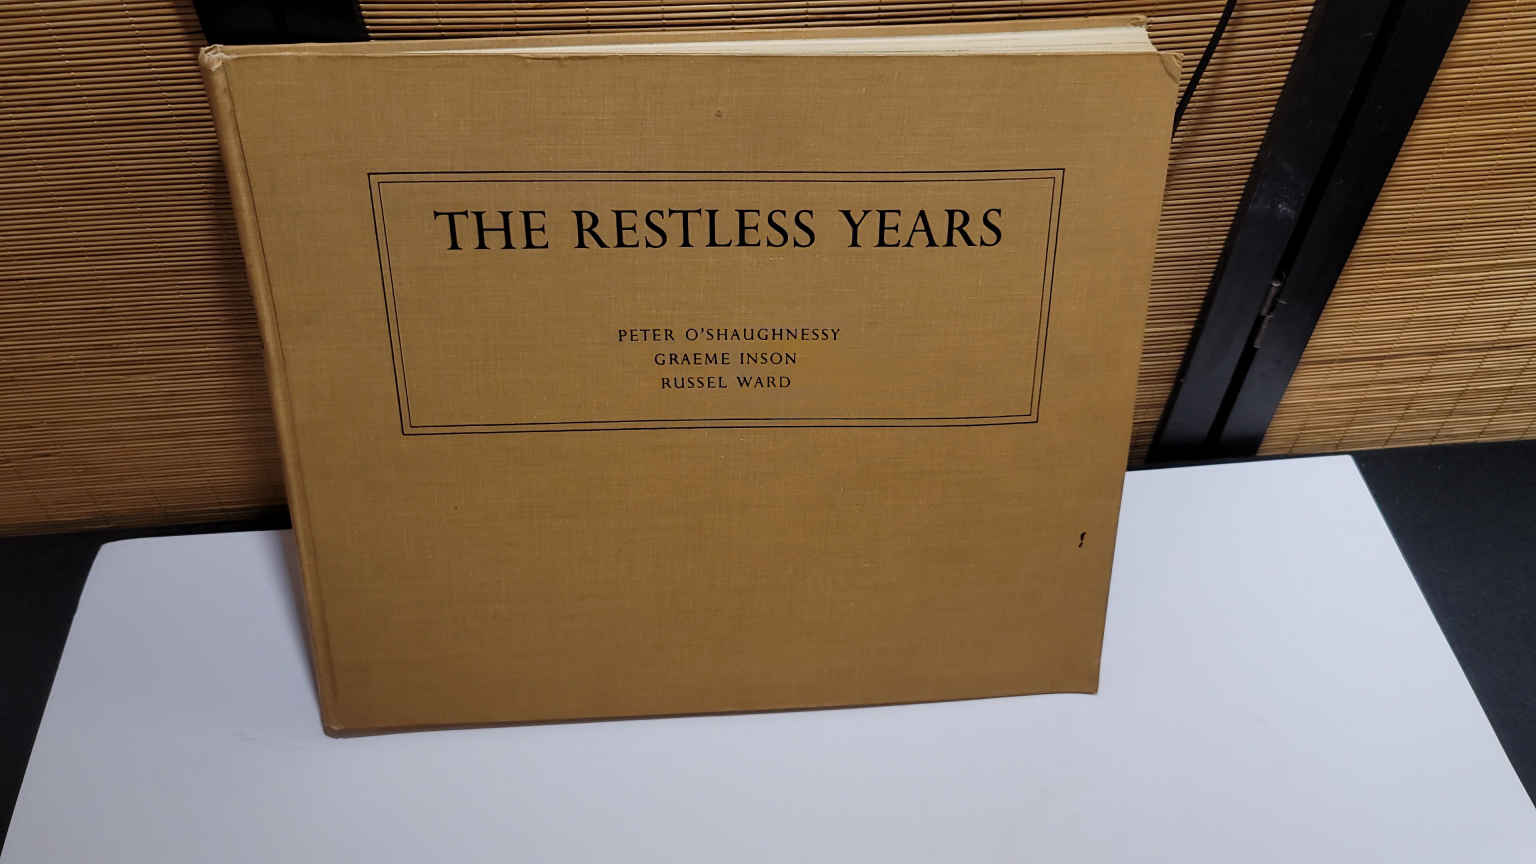 THE RESTLESS YEARS
PETER O'SHAUGHNESSY
GRAEME INSON
RUSSEL WARD